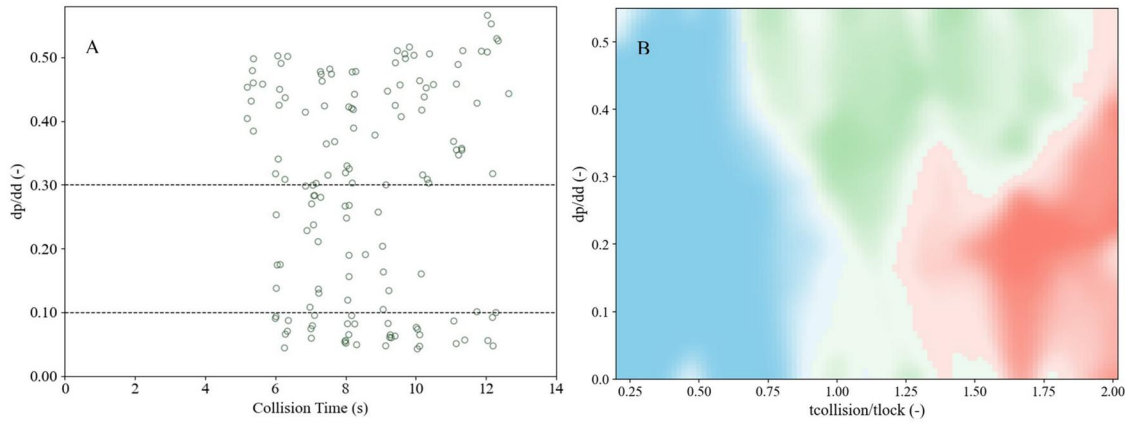 A
0.50
0.40
0.30
0.20
0.10
0.00
dp/dd (-)
0 2 4 6 8 10 12 14
Collision Time (s)
B
0.5
0.4
0.3
0.2
0.1
0.0
dp/dd (-)
0.25 0.50 0.75 1.00 1.25 1.50 1.75 2.00
tcollision/tlock (-)